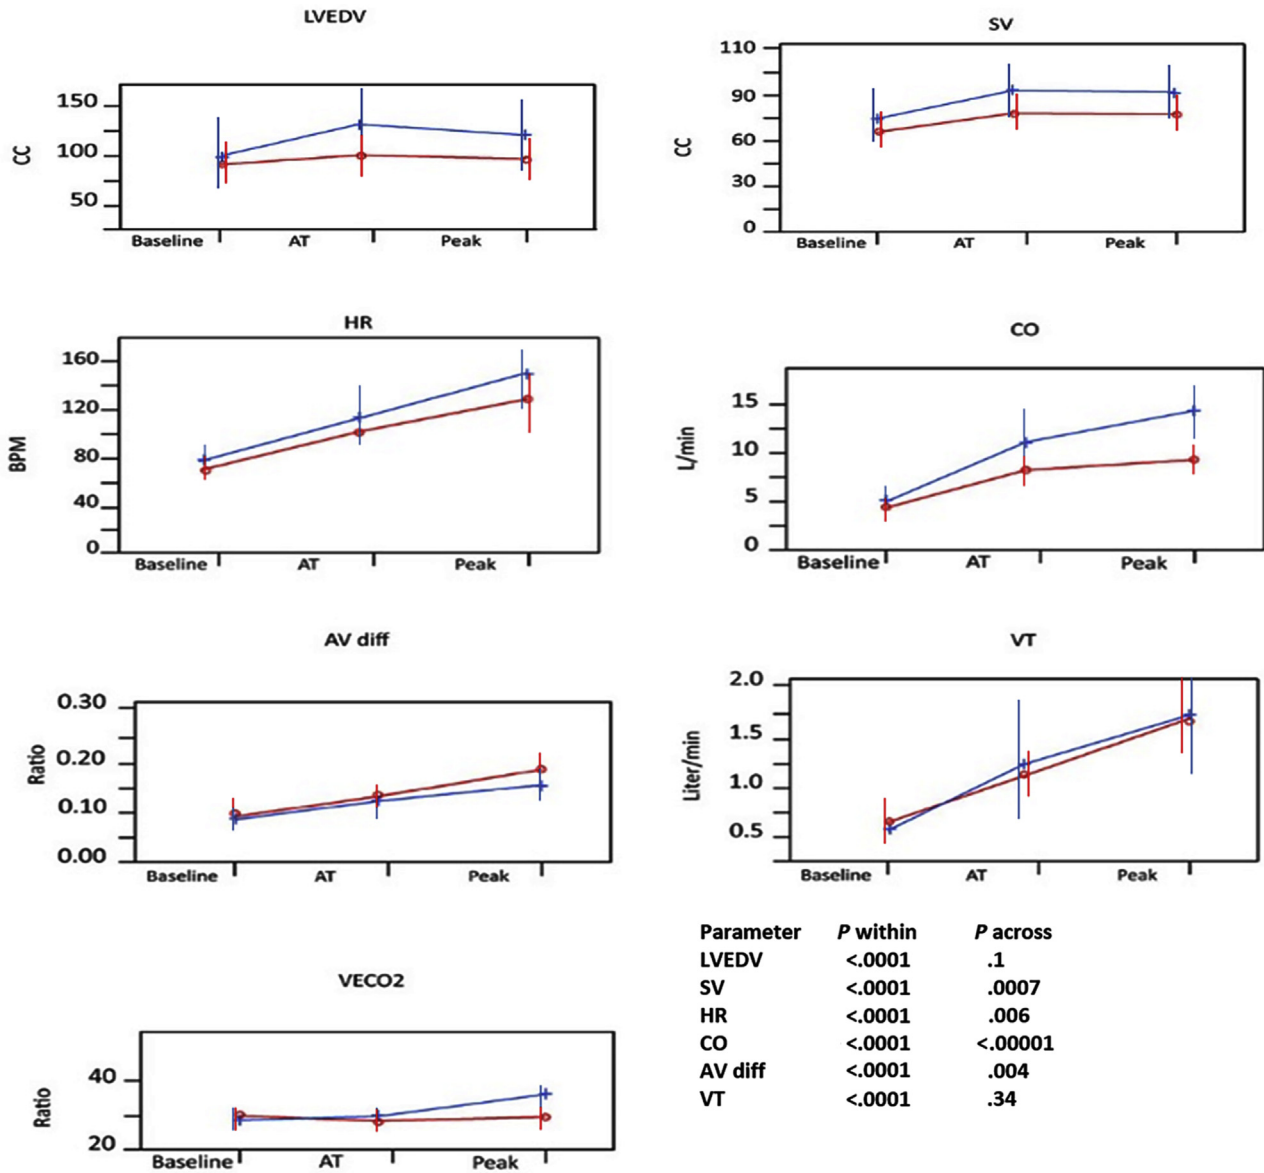 LVEDV
CC
150
100
50
Baseline AT Peak
SV
CC
110
90
60
30
0
Baseline AT Peak
HR
BPM
160
120
80
40
0
Baseline AT Peak
CO
L/min
15
10
5
0
Baseline AT Peak
AV diff
Ratio
0.30
0.20
0.10
0.00
Baseline AT Peak
VT
Liter/min
2.0
1.5
1.0
0.5
Baseline AT Peak
VECO2
Ratio
40
20
Baseline AT Peak
Parameter P within P across
LVEDV <.0001 .1
SV <.0001 .0007
HR <.0001 .006
CO <.0001 <.00001
AV diff <.0001 .004
VT <.0001 .34